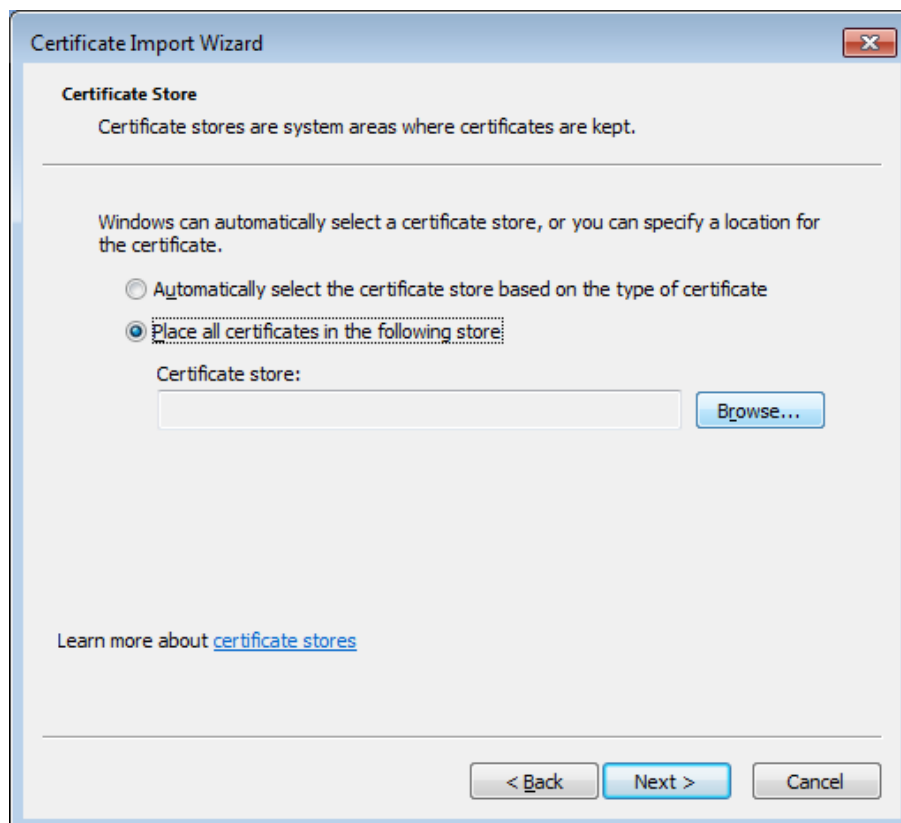 Certificate Import Wizard
Certificate Store
Certificate stores are system areas where certificates are kept.
Windows can automatically select a certificate store, or you can specify a location for
the certificate.
Automatically select the certificate store based on the type of certificate
Place all certificates in the following store
Certificate store:
Browse...
Learn more about certificate stores
< Back
Next >
Cancel